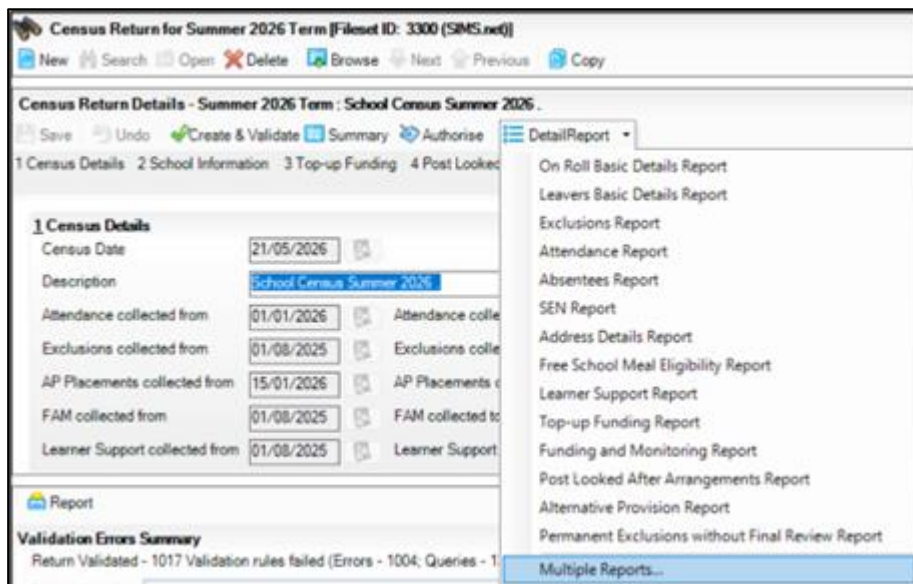 Census Return for Summer 2026 Term [Fileset ID: 3300 (SIMS.net)]
New Search Open Delete Browse Next Previous Copy
Census Return Details - Summer 2026 Term : School Census Summer 2026 .
Save Undo Create & Validate Summary Authorise DetailReport
1 Census Details 2 School Information 3 Top-up Funding 4 Post Looked
On Roll Basic Details Report
Leavers Basic Details Report
Exclusions Report
Attendance Report
Absentees Report
SEN Report
Address Details Report
Free School Meal Eligibility Report
Learner Support Report
Top-up Funding Report
Funding and Monitoring Report
Post Looked After Arrangements Report
Alternative Provision Report
Permanent Exclusions without Final Review Report
Multiple Reports...
1 Census Details
Census Date 21/05/2026
Description School Census Summer 2026 .
Attendance collected from 01/01/2026 Attendance colle
Exclusions collected from 01/08/2025 Exclusions colle
AP Placements collected from 15/01/2026 AP Placements c
FAM collected from 01/08/2025 FAM collected to
Learner Support collected from 01/08/2025 Learner Support
Report
Validation Errors Summary
Return Validated - 1017 Validation rules failed (Errors - 1004; Queries - 1